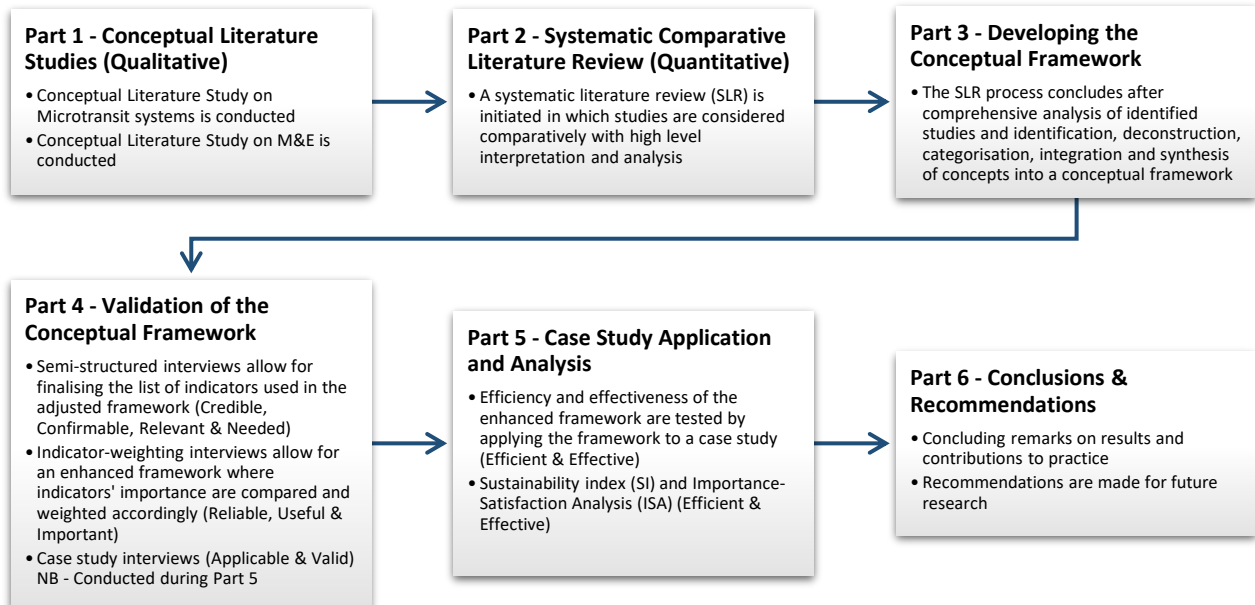 Part 1 - Conceptual Literature
Studies (Qualitative)
• Conceptual Literature Study on
Microtransit systems is conducted
• Conceptual Literature Study on M&E is
conducted
Part 2 - Systematic Comparative
Literature Review (Quantitative)
• A systematic literature review (SLR) is
initiated in which studies are considered
comparatively with high level
interpretation and analysis
Part 3 - Developing the
Conceptual Framework
• The SLR process concludes after
comprehensive analysis of identified
studies and identification, deconstruction,
categorisation, integration and synthesis
of concepts into a conceptual framework
Part 4 - Validation of the
Conceptual Framework
• Semi-structured interviews allow for
finalising the list of indicators used in the
adjusted framework (Credible,
Confirmable, Relevant & Needed)
• Indicator-weighting interviews allow for
an enhanced framework where
indicators' importance are compared and
weighted accordingly (Reliable, Useful &
Important)
• Case study interviews (Applicable & Valid)
NB - Conducted during Part 5
Part 5 - Case Study Application
and Analysis
• Efficiency and effectiveness of the
enhanced framework are tested by
applying the framework to a case study
(Efficient & Effective)
• Sustainability index (SI) and Importance-
Satisfaction Analysis (ISA) (Efficient &
Effective)
Part 6 - Conclusions &
Recommendations
• Concluding remarks on results and
contributions to practice
• Recommendations are made for future
research